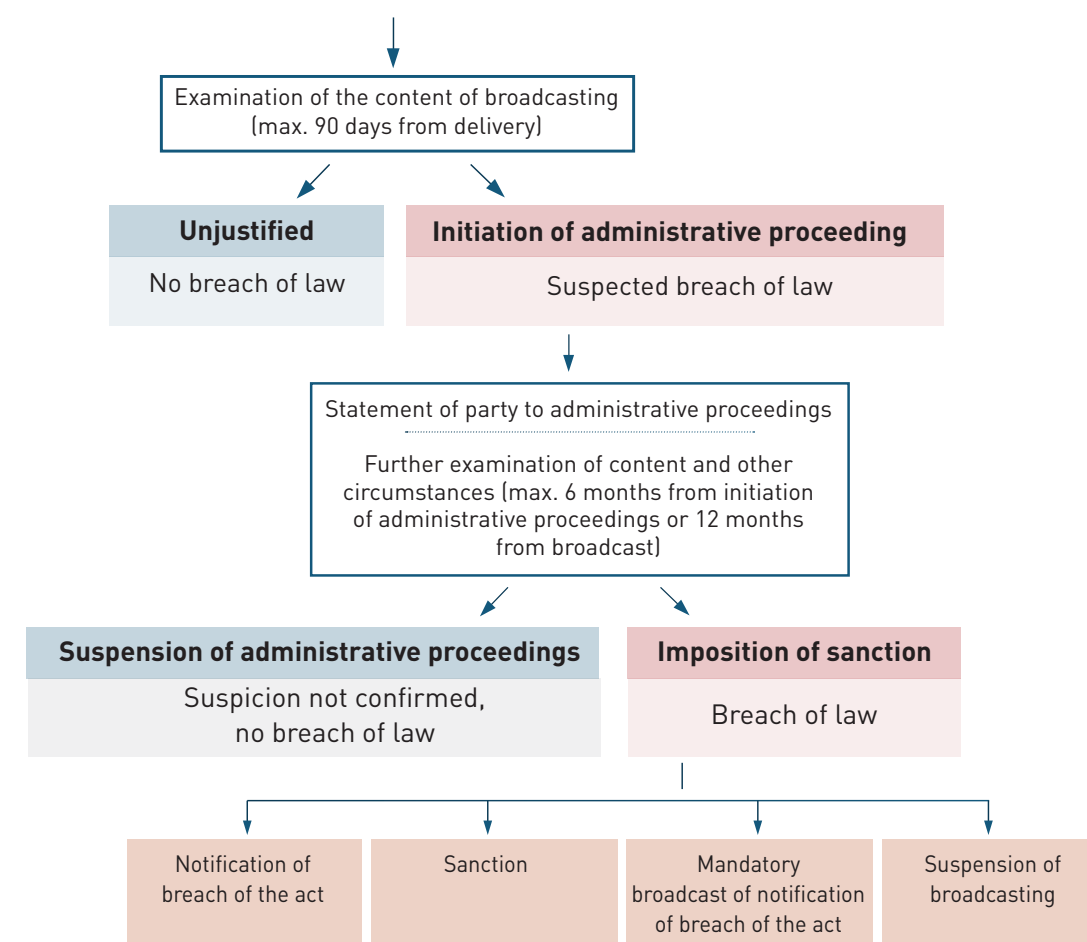 Examination of the content of broadcasting
(max. 90 days from delivery)
Unjustified
No breach of law
Initiation of administrative proceeding
Suspected breach of law
Statement of party to administrative proceedings
Further examination of content and other
circumstances (max. 6 months from initiation
of administrative proceedings or 12 months
from broadcast)
Suspension of administrative proceedings
Suspicion not confirmed,
no breach of law
Imposition of sanction
Breach of law
Notification of
breach of the act
Sanction
Mandatory
broadcast of notification
of breach of the act
Suspension of
broadcasting